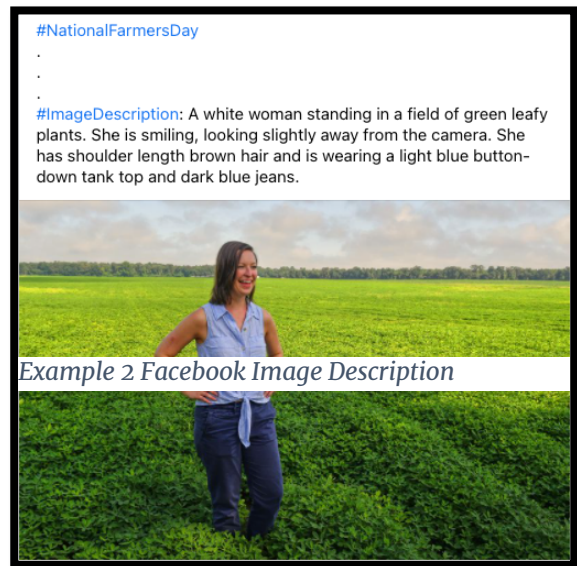 #NationalFarmersDay
.
.
.
#ImageDescription: A white woman standing in a field of green leafy
plants. She is smiling, looking slightly away from the camera. She
has shoulder length brown hair and is wearing a light blue button-
down tank top and dark blue jeans.
Example 2 Facebook Image Description